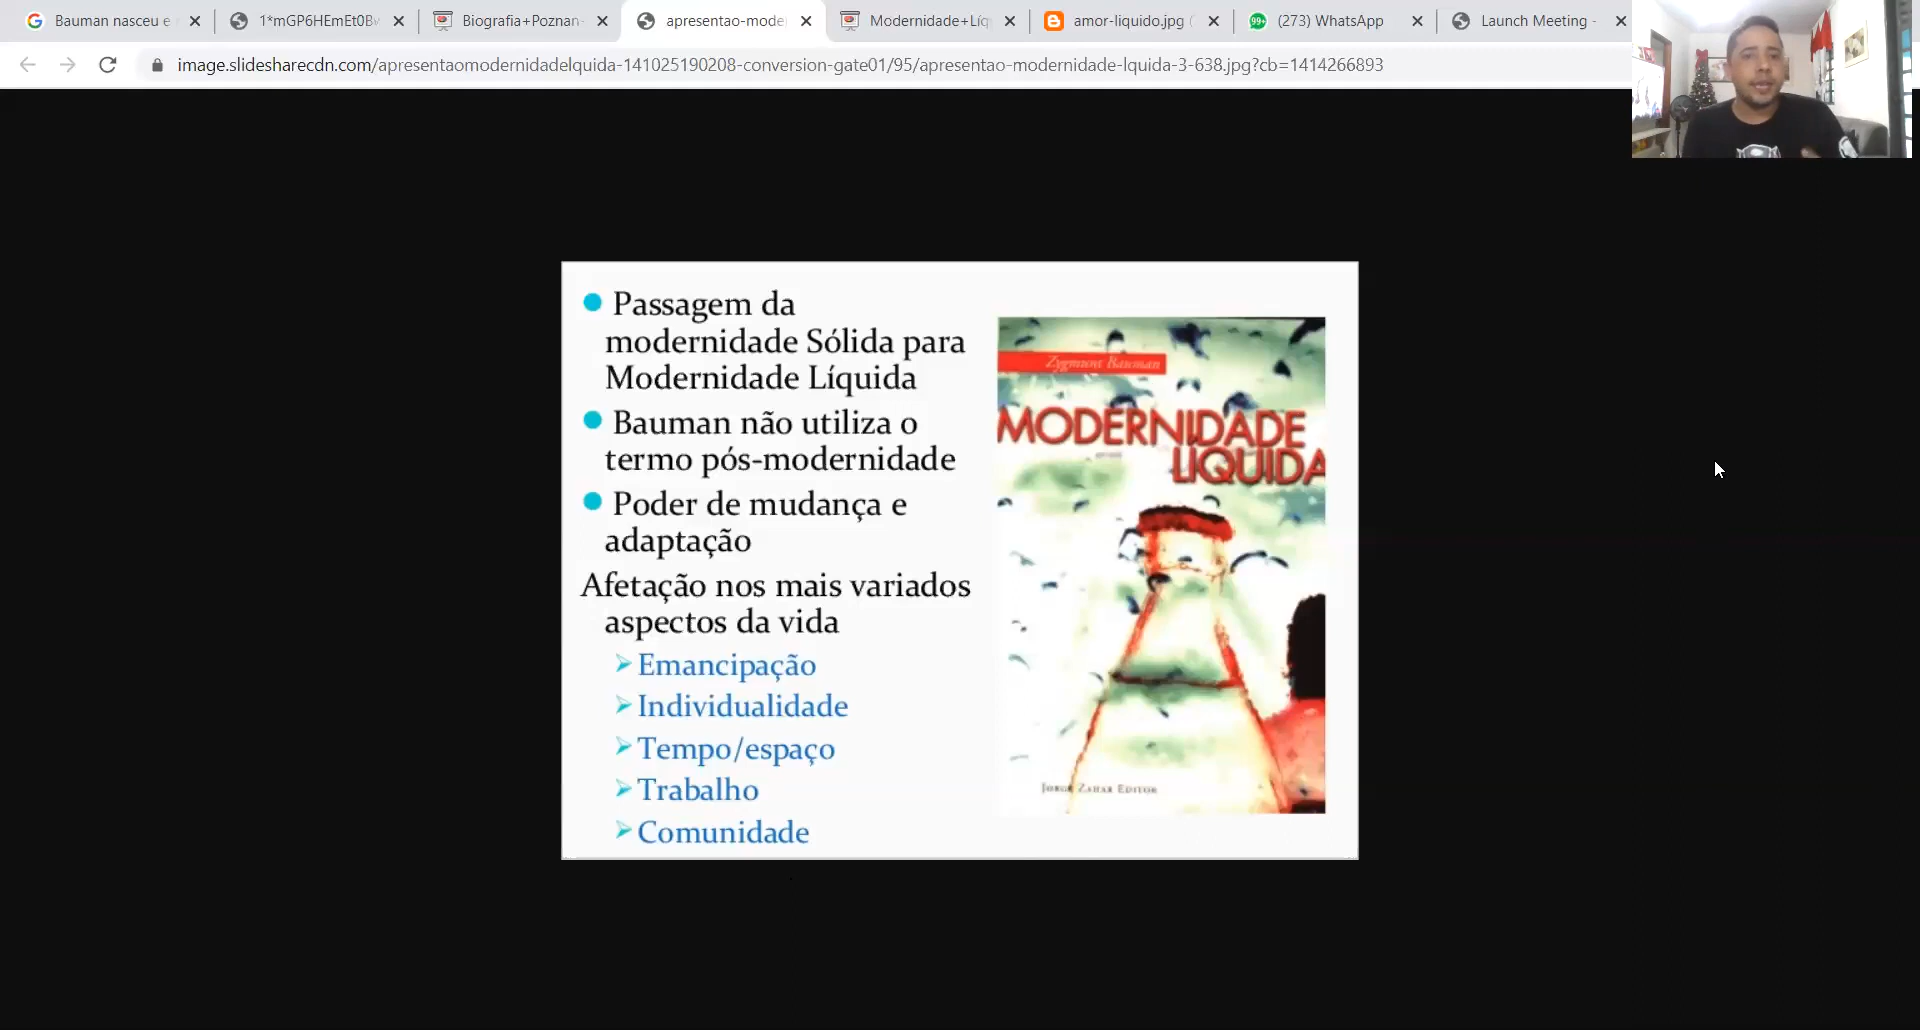 Bauman nasceu e
1*mGP6HEmEt0Bv
Biografia+Poznan
apresentao-mode
Modernidade+Líq
amor-liquido.jpg (
99+
(273) WhatsApp
Launch Meeting -
image.slidesharecdn.com/apresentaomodernidadelquida-141025190208-conversion-gate01/95/apresentao-modernidade-lquida-3-638.jpg?cb=1414266893
Passagem da
modernidade Sólida para
Modernidade Líquida
Bauman não utiliza o
termo pós-modernidade
Poder de mudança e
adaptação
Afetação nos mais variados
aspectos da vida
Emancipação
Individualidade
Tempo/espaço
Trabalho
Comunidade
Zygmunt Bauman
MODERNIDADE
LÍQUIDA
Jorge Zahar Editor